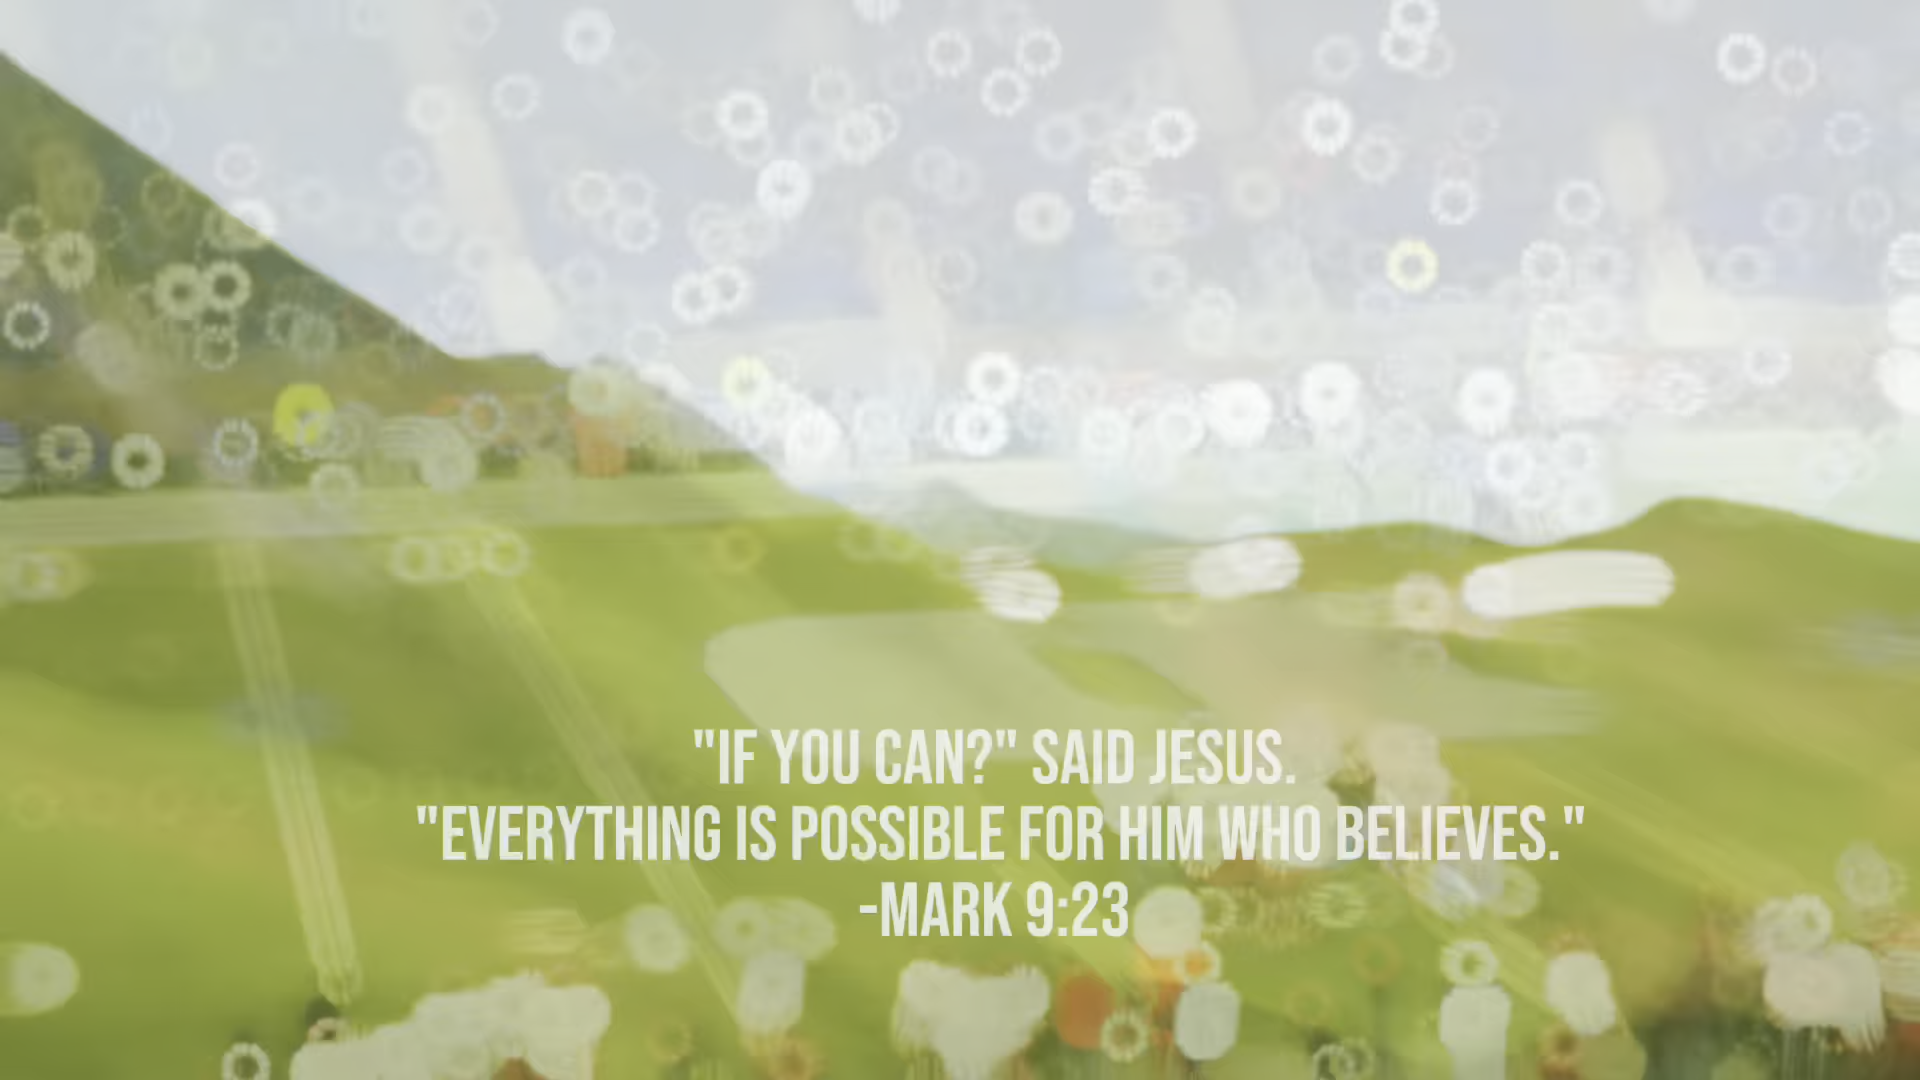 "IF YOU CAN?" SAID JESUS.
"EVERYTHING IS POSSIBLE FOR HIM WHO BELIEVES."
-MARK 9:23